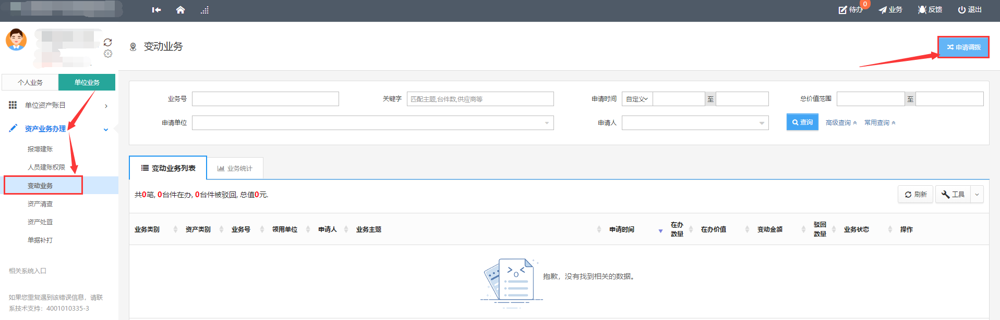 待办 0 业务 反馈 退出
变动业务
申请调拨
个人业务 单位业务
单位资产账目
资产业务办理
报增建账
人员建账权限
变动业务
资产清查
资产处置
单据补打
相关系统入口
如果您重复遇到该错误信息，请联
系技术支持：4001010335-3
业务号 关键字 匹配主题,台件数,供应商等 申请时间 自定义 至 总价值范围 至
申请单位 申请人 查询 高级查询 常用查询
变动业务列表 业务统计
共0笔, 0台件在办, 0台件被驳回, 总值0元.
刷新 工具
业务类别 资产类别 业务号 领用单位 申请人 业务主题 申请时间 在办数量 在办价值 变动金额 驳回数量 业务状态 操作
抱歉，没有找到相关的数据。